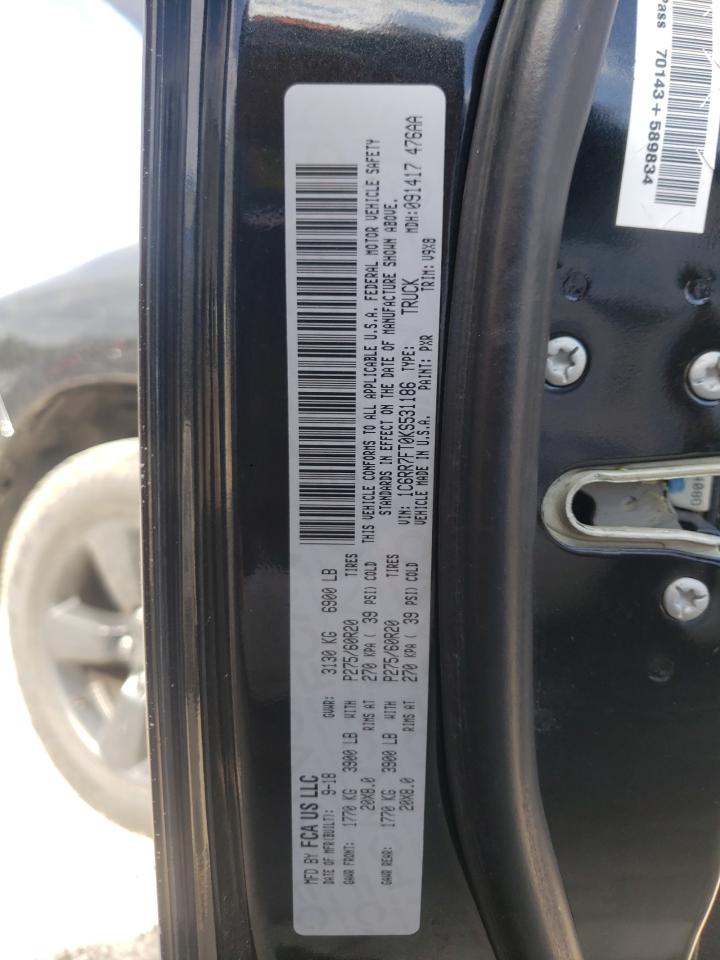 MFD BY FCA US LLC
DATE OF MFR(BUILT): 9-18 GVWR: 3130 KG 6900 LB
GAWR FRONT: 1770 KG 3900 LB WITH P275/60R20 TIRES
20X8.0 RIMS AT 270 KPA ( 39 PSI) COLD
GAWR REAR: 1770 KG 3900 LB WITH P275/60R20 TIRES
20X8.0 RIMS AT 270 KPA ( 39 PSI) COLD
THIS VEHICLE CONFORMS TO ALL APPLICABLE U.S.A. FEDERAL MOTOR VEHICLE SAFETY
STANDARDS IN EFFECT ON THE DATE OF MANUFACTURE SHOWN ABOVE.
VIN: 1C6RR7FT0KS531186 TYPE: TRUCK MDH:091417 476AA
VEHICLE MADE IN U.S.A. PAINT: PXR TRIM: V9X8
Pass 70143 + 589834